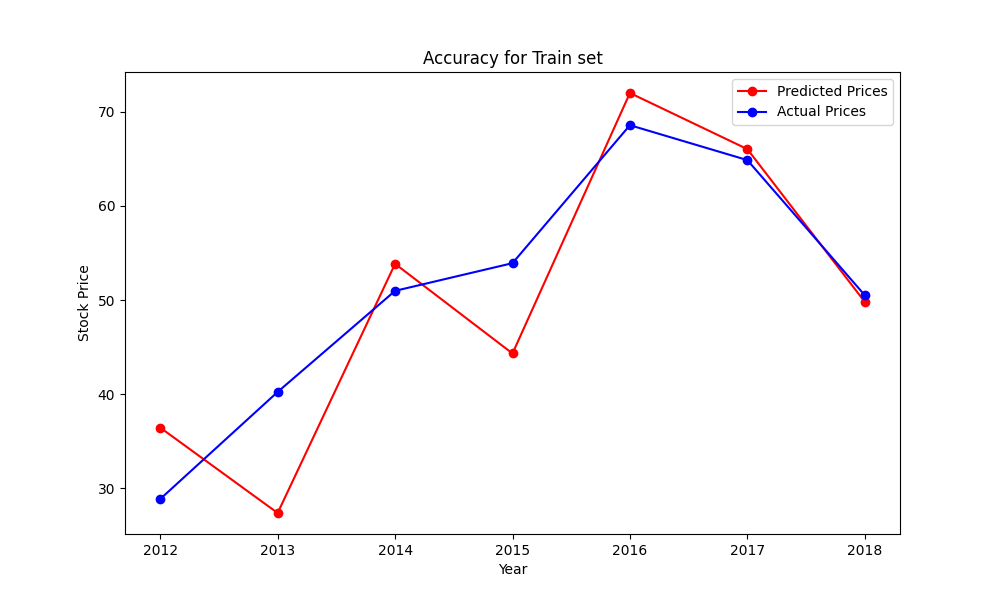 Accuracy for Train set
Predicted Prices
Actual Prices
70
60
50
40
30
Stock Price
2012 2013 2014 2015 2016 2017 2018
Year